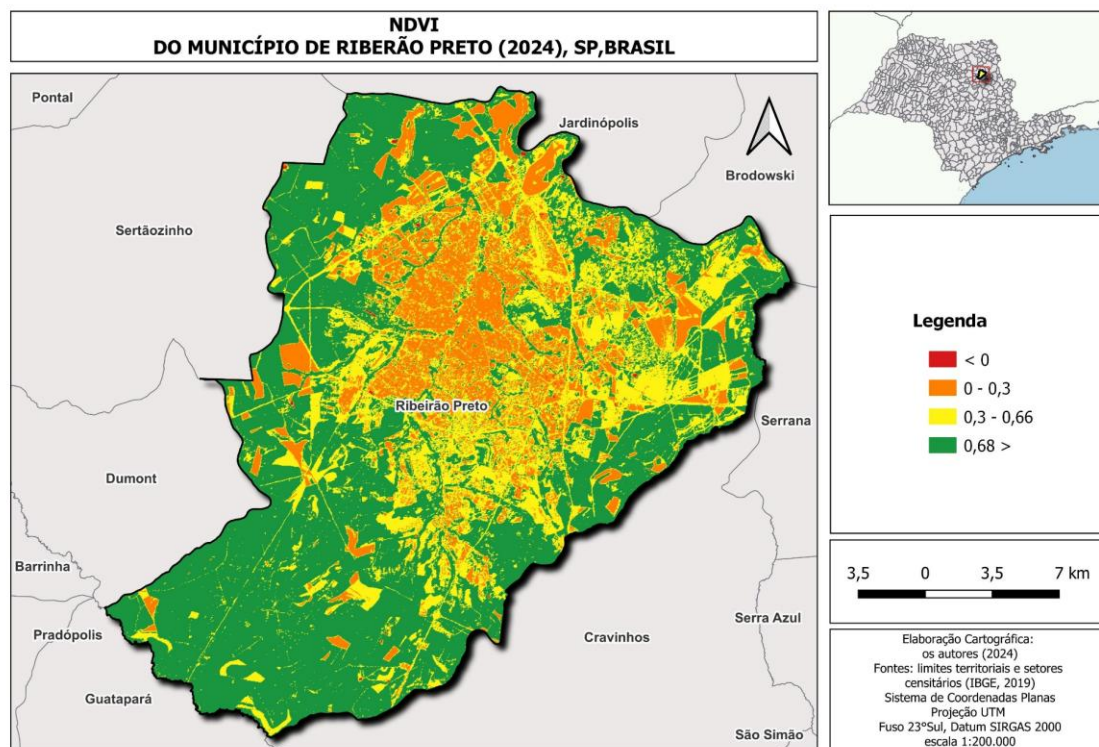 NDVI
DO MUNICÍPIO DE RIBERÃO PRETO (2024), SP,BRASIL
Pontal
Jardinópolis
Brodowski
Sertãozinho
Ribeirão Preto
Serrana
Dumont
Barrinha
Pradópolis
Cravinhos
Serra Azul
Guatapará
São Simão
Legenda
< 0
0 - 0,3
0,3 - 0,66
0,68 >
3,5 0 3,5 7 km
Elaboração Cartográfica:
os autores (2024)
Fontes: limites territoriais e setores
censitários (IBGE, 2019)
Sistema de Coordenadas Planas
Projeção UTM
Fuso 23°Sul, Datum SIRGAS 2000
escala 1:200.000